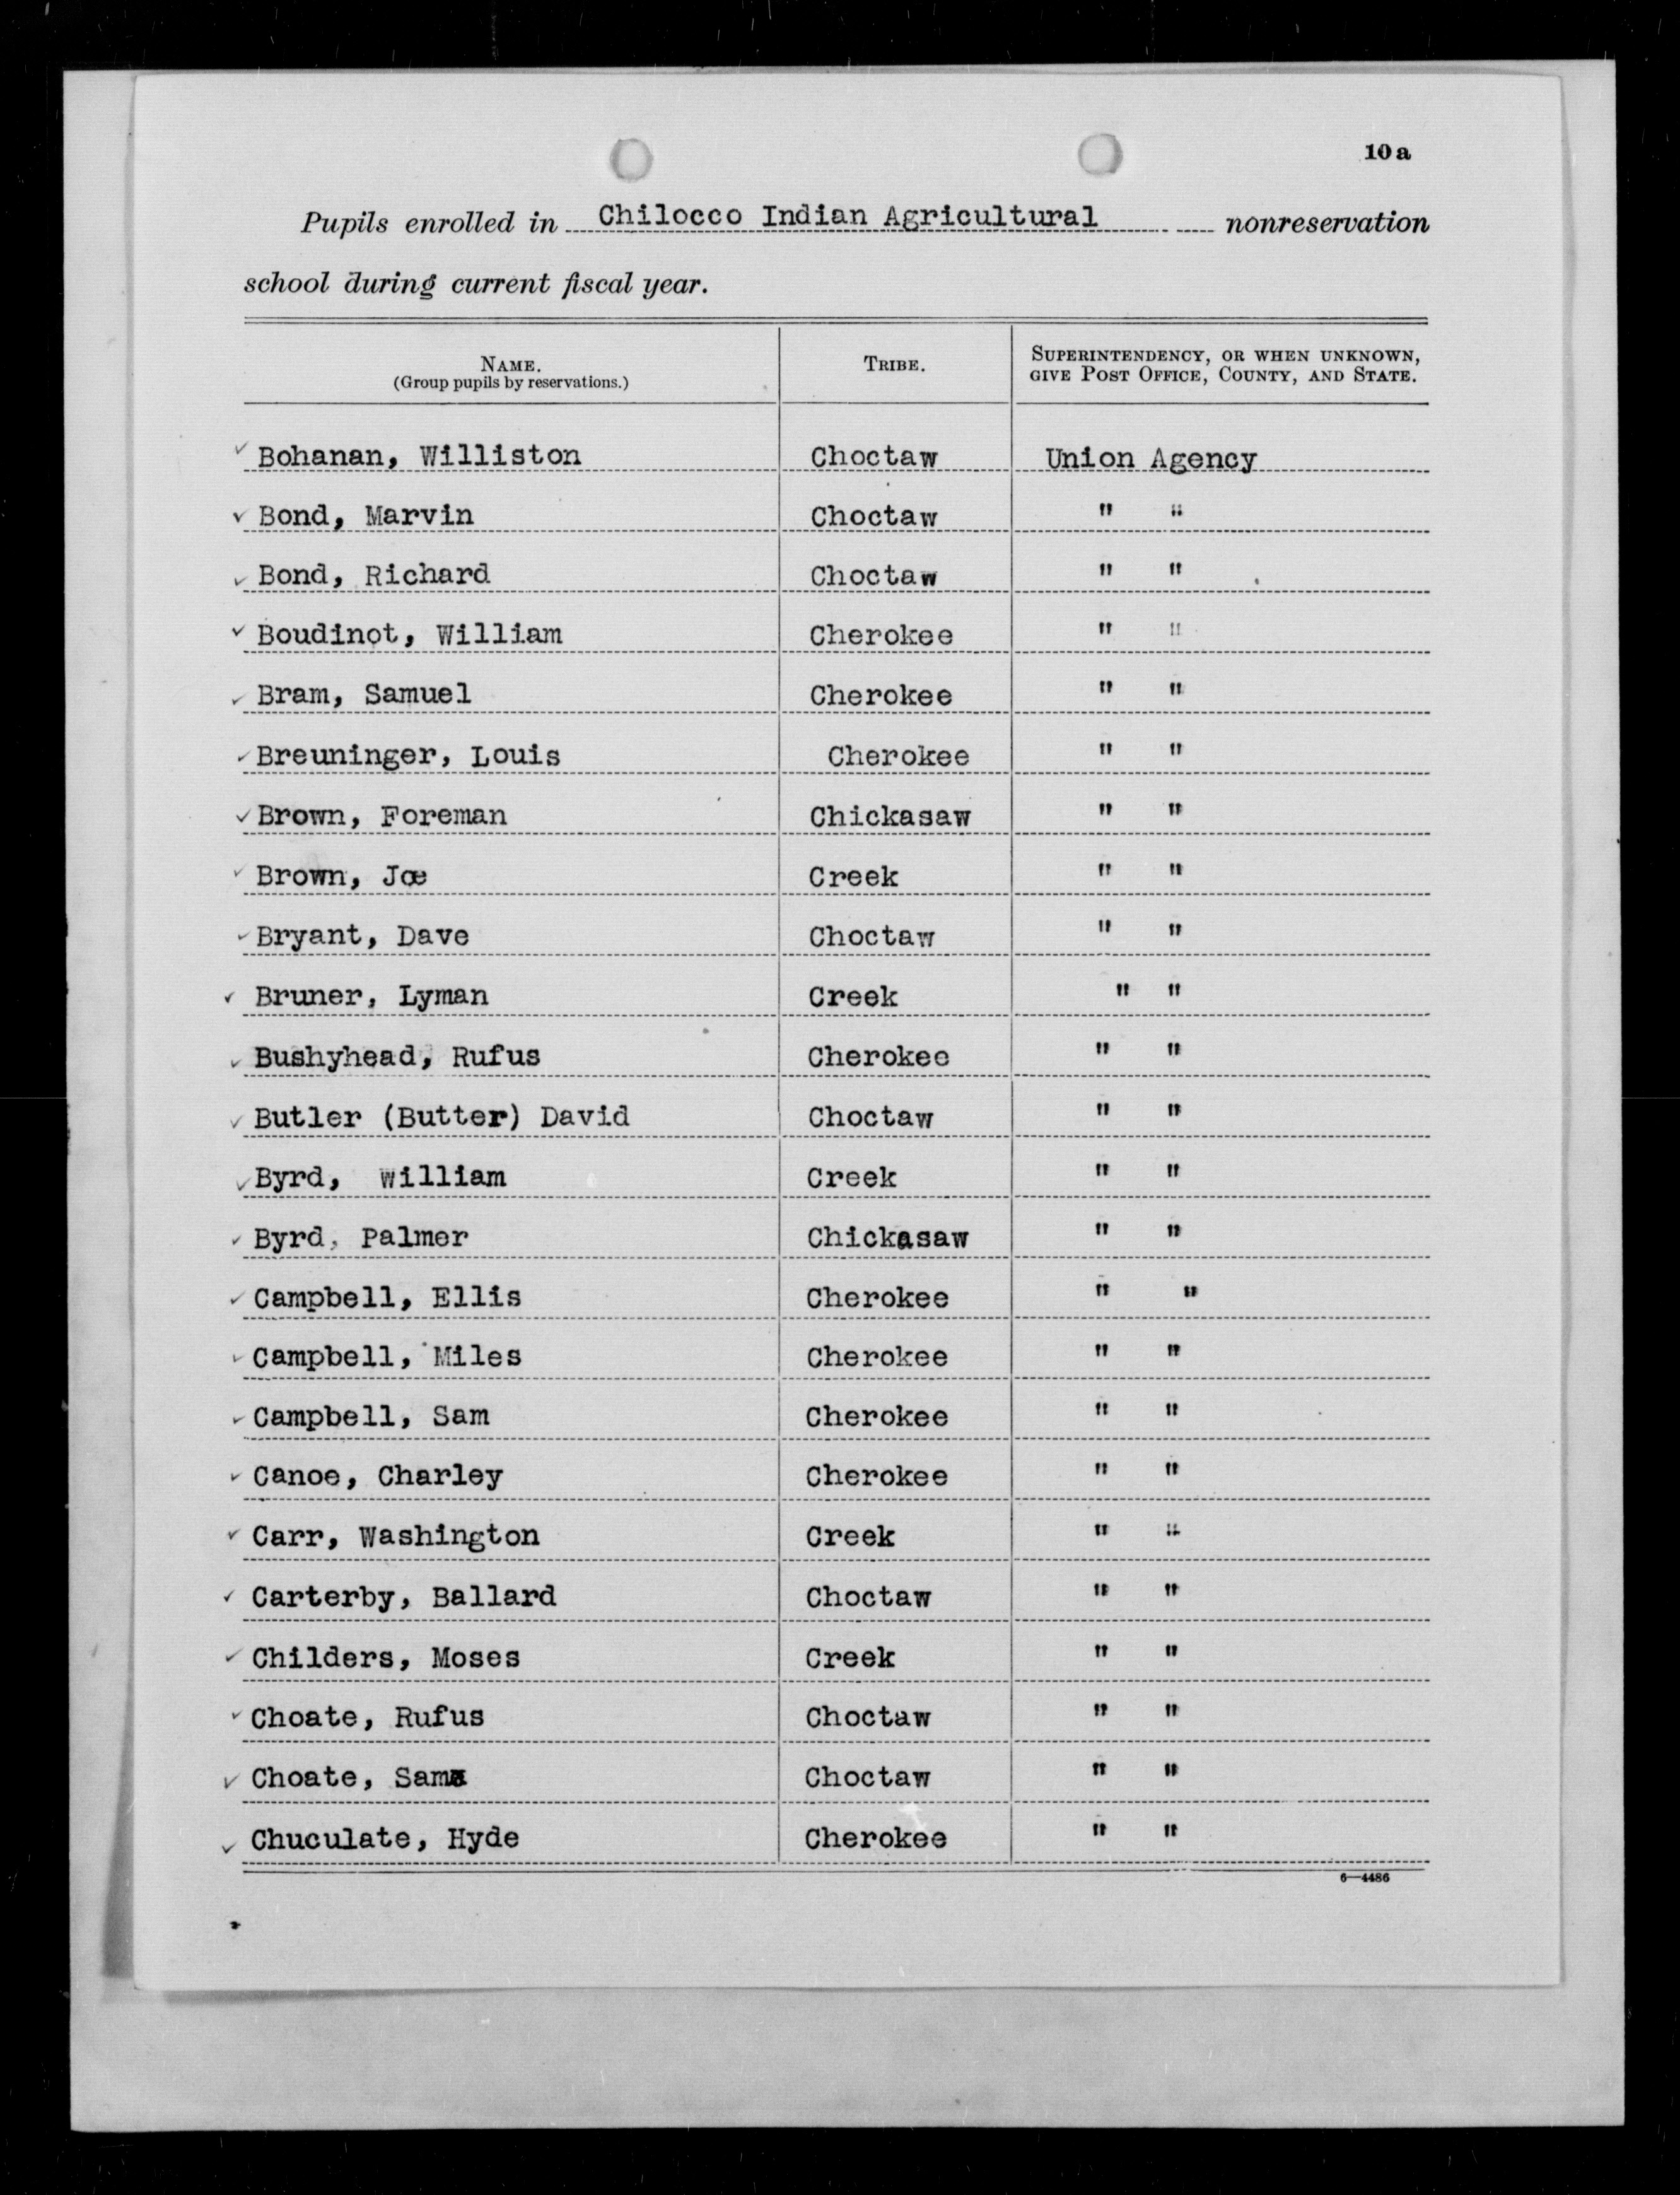 10a
Pupils enrolled in Chilocco Indian Agricultural nonreservation
school during current fiscal year.
NAME. TRIBE. SUPERINTENDENCY, OR WHEN UNKNOWN,
(Group pupils by reservations.) GIVE POST OFFICE, COUNTY, AND STATE.
✓ Bohanan, Williston Choctaw Union Agency
✓ Bond, Marvin Choctaw " "
✓ Bond, Richard Choctaw " "
✓ Boudinot, William Cherokee " "
✓ Bram, Samuel Cherokee " "
✓ Breuninger, Louis Cherokee " "
✓ Brown, Foreman Chickasaw " "
✓ Brown, Joe Creek " "
✓ Bryant, Dave Choctaw " "
✓ Bruner, Lyman Creek " "
✓ Bushyhead, Rufus Cherokee " "
✓ Butler (Butter) David Choctaw " "
✓ Byrd, William Creek " "
✓ Byrd, Palmer Chickasaw " "
✓ Campbell, Ellis Cherokee " "
✓ Campbell, Miles Cherokee " "
✓ Campbell, Sam Cherokee " "
✓ Canoe, Charley Cherokee " "
✓ Carr, Washington Creek " "
✓ Carterby, Ballard Choctaw " "
✓ Childers, Moses Creek " "
✓ Choate, Rufus Choctaw " "
✓ Choate, Sam Choctaw " "
✓ Chuculate, Hyde Cherokee " "
6—4486